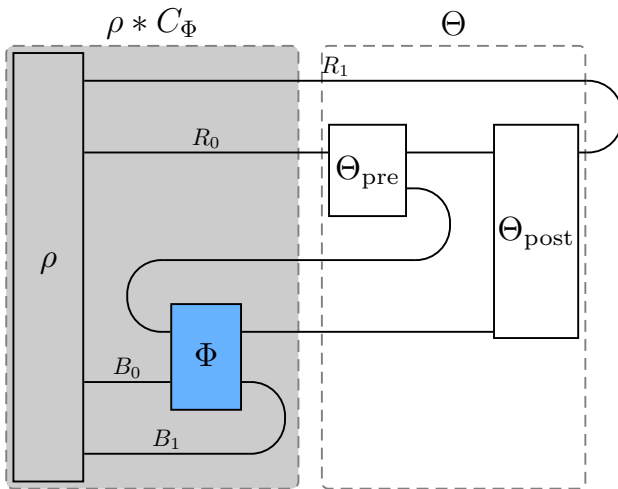 ρ ∗ C_Φ
Θ
R_1
R_0
Θ_pre
Θ_post
ρ
Φ
B_0
B_1